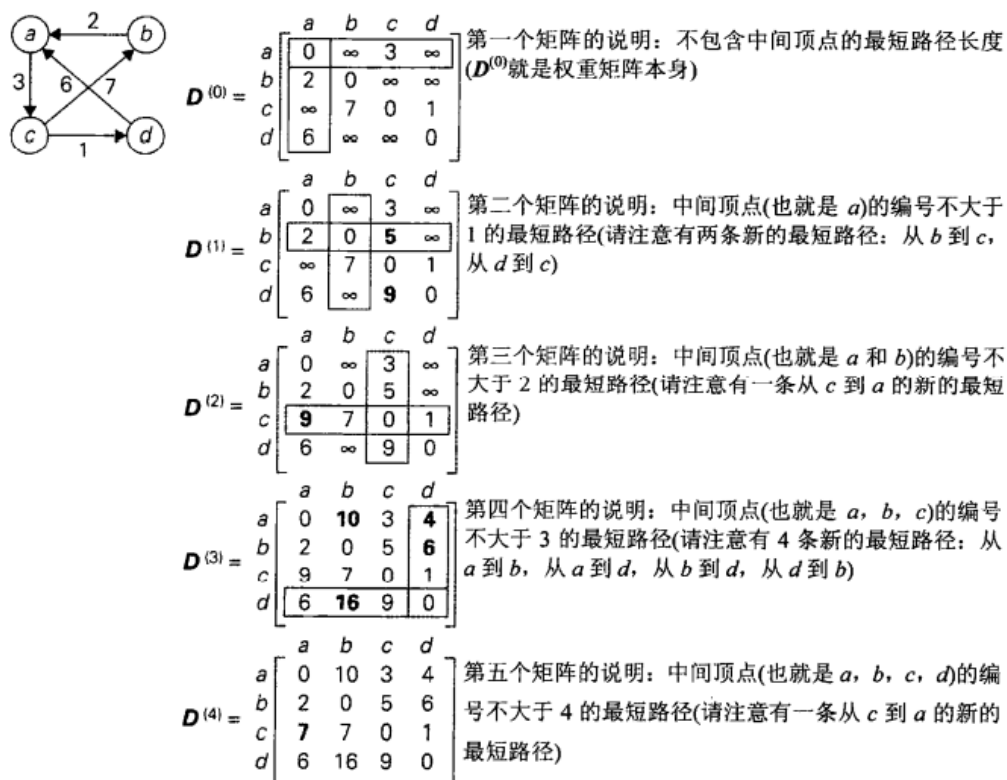 a 2 b
3 6 7
c 1 d
a b c d
a 0 ∞ 3 ∞
b 2 0 ∞ ∞
c ∞ 7 0 1
d 6 ∞ ∞ 0
D(0) =
第一个矩阵的说明：不包含中间顶点的最短路径长度
(D(0)就是权重矩阵本身)
a b c d
a 0 ∞ 3 ∞
b 2 0 5 ∞
c ∞ 7 0 1
d 6 ∞ 9 0
D(1) =
第二个矩阵的说明：中间顶点(也就是 a)的编号不大于
1 的最短路径(请注意有两条新的最短路径：从 b 到 c，
从 d 到 c)
a b c d
a 0 ∞ 3 ∞
b 2 0 5 ∞
c 9 7 0 1
d 6 ∞ 9 0
D(2) =
第三个矩阵的说明：中间顶点(也就是 a 和 b)的编号不
大于 2 的最短路径(请注意有一条从 c 到 a 的新的最短
路径)
a b c d
a 0 10 3 4
b 2 0 5 6
c 9 7 0 1
d 6 16 9 0
D(3) =
第四个矩阵的说明：中间顶点(也就是 a，b，c)的编号
不大于 3 的最短路径(请注意有 4 条新的最短路径：从
a 到 b，从 a 到 d，从 b 到 d，从 d 到 b)
a b c d
a 0 10 3 4
b 2 0 5 6
c 7 7 0 1
d 6 16 9 0
D(4) =
第五个矩阵的说明：中间顶点(也就是 a，b，c，d)的编
号不大于 4 的最短路径(请注意有一条从 c 到 a 的新的
最短路径)